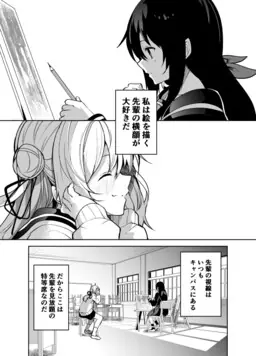 私は絵を描く
先輩の横顔が
大好きだ
先輩の視線は
いつも
キャンバスにある
だからここは
先輩を見放題の
特等席なのだ